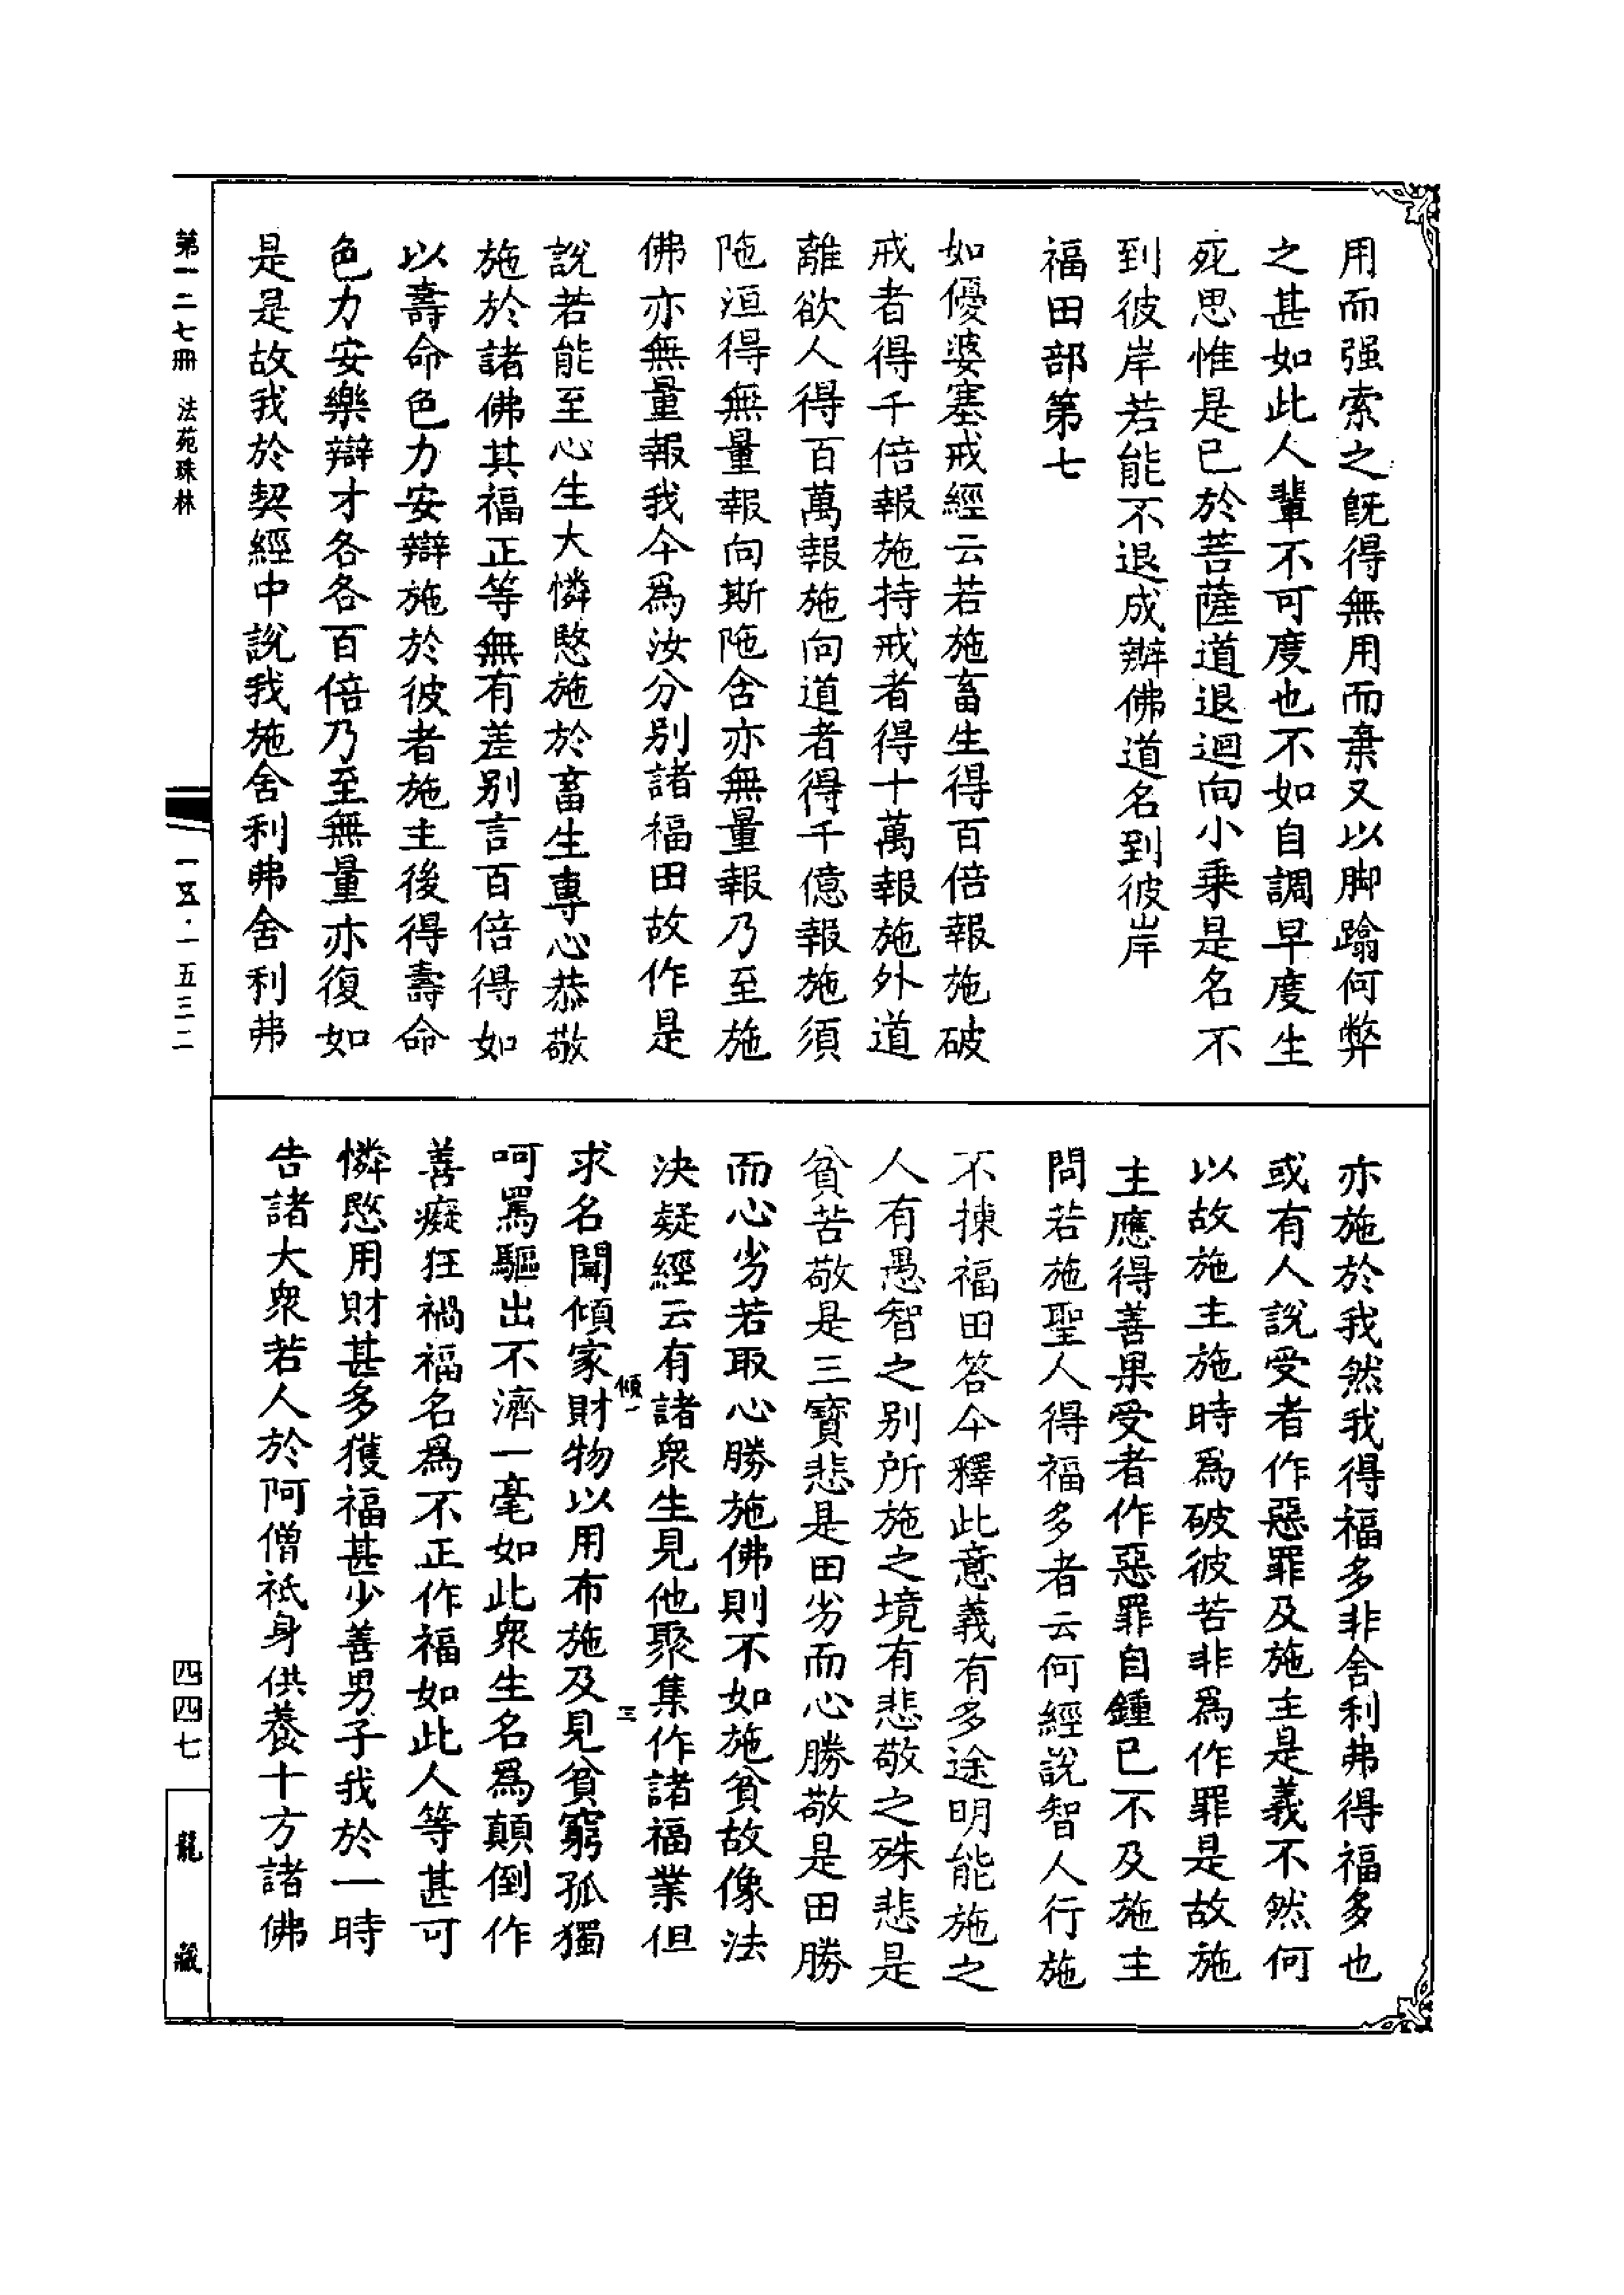 用而强索之既得無用而棄又以脚蹹何弊
之甚如此人輩不可度也不如自調早度生
死思惟是已於菩薩道退迴向小乗是名不
到彼岸若能不退成辦佛道名到彼岸
福田部第七
如優婆塞戒經云若施畜生得百倍報施破
戒者得千倍報施持戒者得十萬報施外道
離欲人得百萬報施向道者得千億報施須
陁洹得無量報向斯陁含亦無量報乃至施
佛亦無量報我今爲汝分别諸福田故作是
說若能至心生大憐愍施於畜生專心恭敬
施於諸佛其福正等無有差别言百倍得如
以壽命色力安辯施於彼者施主後得壽命
色力安樂辯才各各百倍乃至無量亦復如
是是故我於契經中說我施舍利弗舍利弗
亦施於我然我得福多非舍利弗得福多也
或有人說受者作惡罪及施主是義不然何
以故施主施時爲破彼苦非爲作罪是故施
主應得善果受者作惡罪自鍾已不及施主
問若施聖人得福多者云何經說智人行施
不揀福田答今釋此意義有多途明能施之
人有愚智之别所施之境有悲敬之殊悲是
貧苦敬是三寶悲是田劣而心勝敬是田勝
而心劣若取心勝施佛則不如施貧故像法
決疑經云有諸衆生見他聚集作諸福業但
求名聞傾家財物以用布施及見貧窮孤獨
傾一
三
呵罵驅出不濟一毫如此衆生名爲顛倒作
善癡狂禍福名爲不正作福如此人等甚可
憐愍用財甚多獲福甚少善男子我於一時
告諸大衆若人於阿僧祇身供養十方諸佛
第一二七册 法苑珠林
一五·一五三二
四四七
龍藏